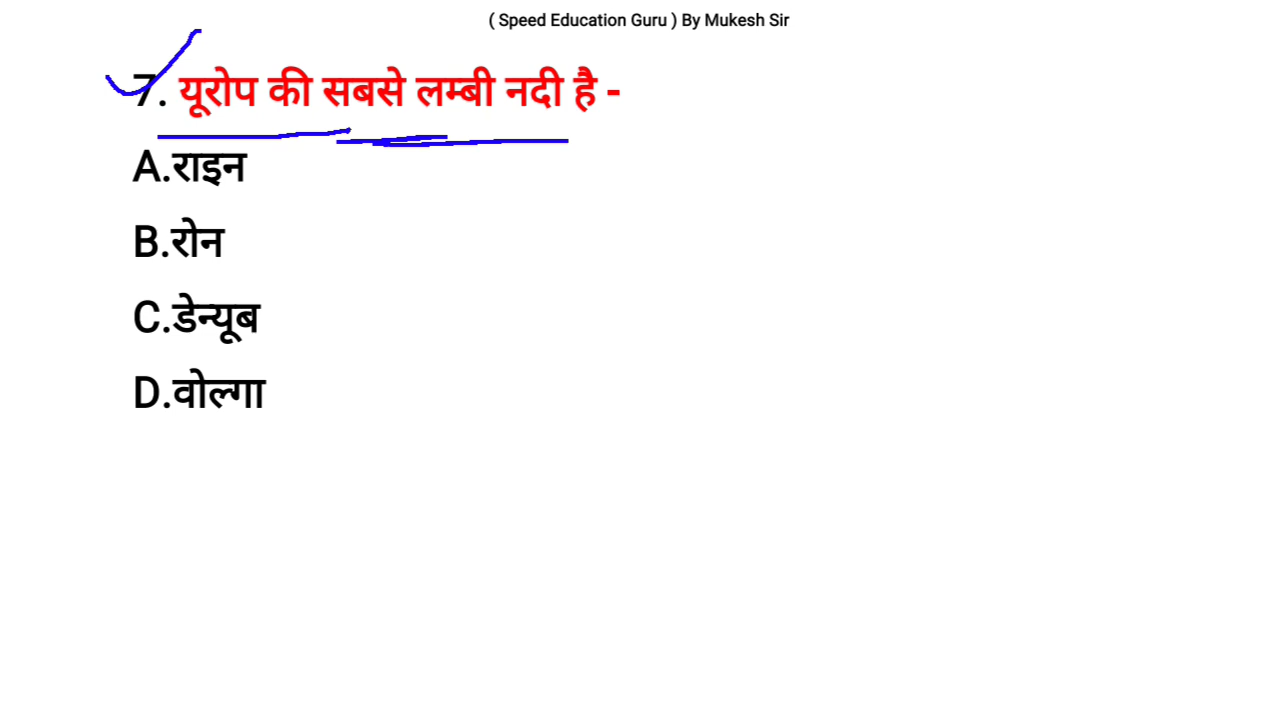 ( Speed Education Guru ) By Mukesh Sir
7. यूरोप की सबसे लम्बी नदी है -
A.राइन
B.रोन
C.डेन्यूब
D.वोल्गा